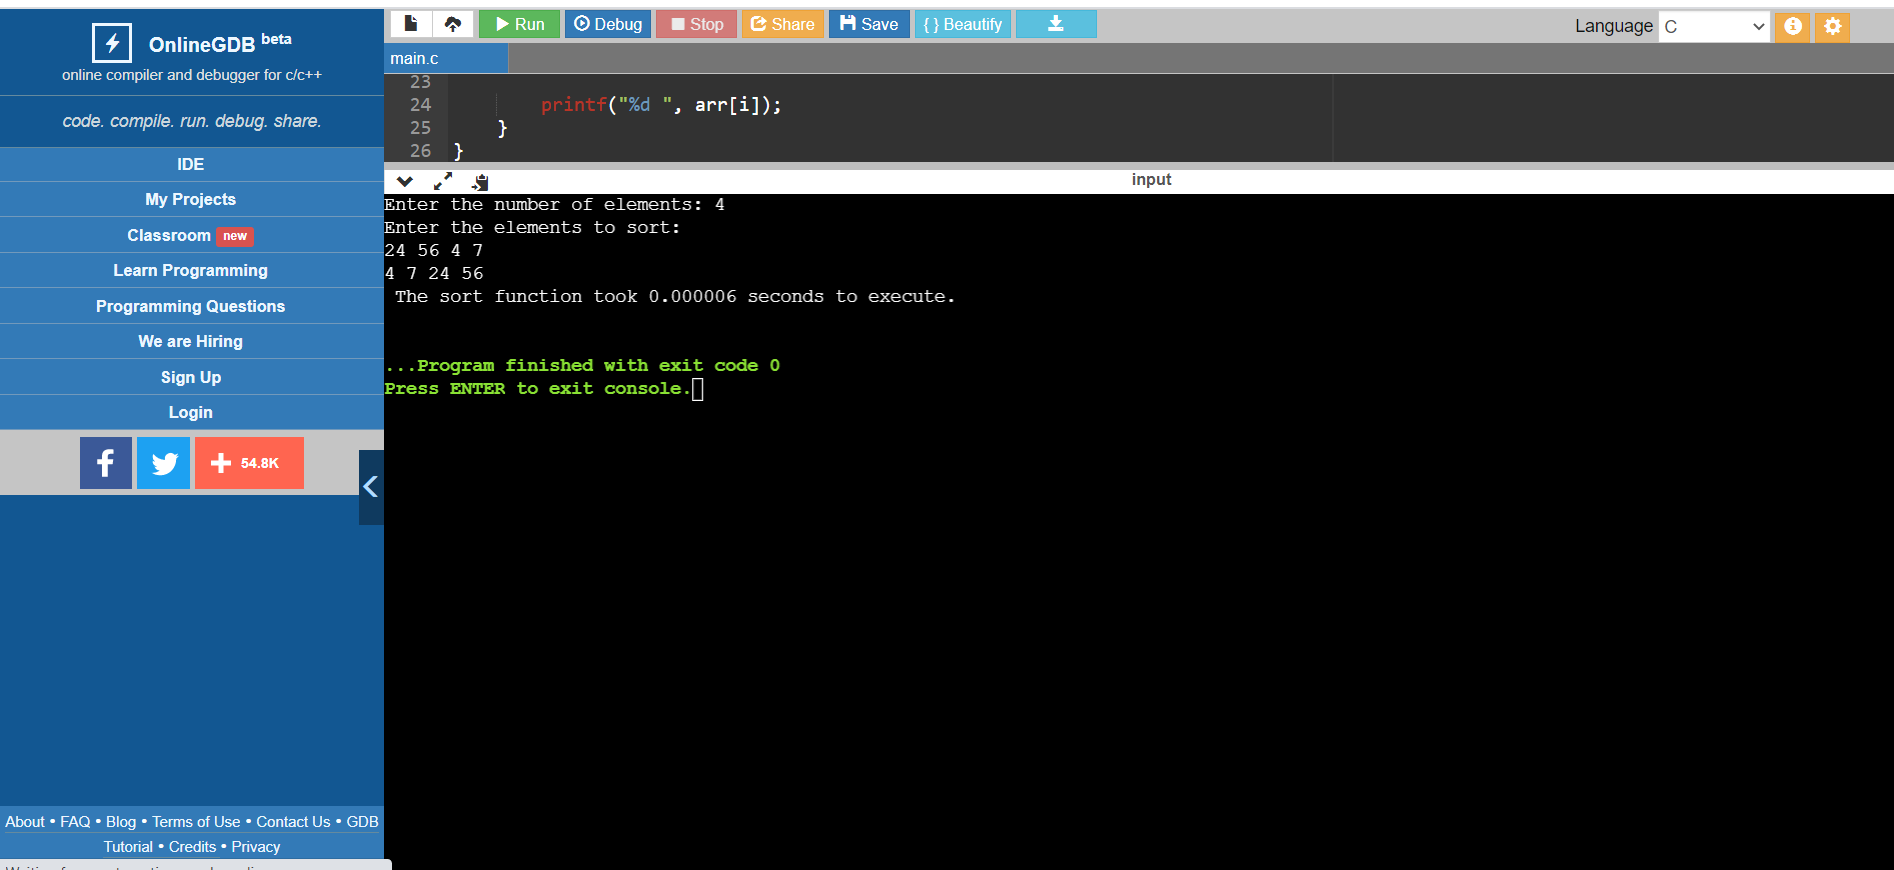 OnlineGDB beta
online compiler and debugger for c/c++
code. compile. run. debug. share.
IDE
My Projects
Classroom new
Learn Programming
Programming Questions
We are Hiring
Sign Up
Login
54.8K
About • FAQ • Blog • Terms of Use • Contact Us • GDB
Tutorial • Credits • Privacy
Run Debug Stop Share Save { } Beautify
Language C
main.c
23
24 printf("%d ", arr[i]);
25 }
26 }
input
Enter the number of elements: 4
Enter the elements to sort:
24 56 4 7
4 7 24 56
The sort function took 0.000006 seconds to execute.
...Program finished with exit code 0
Press ENTER to exit console.